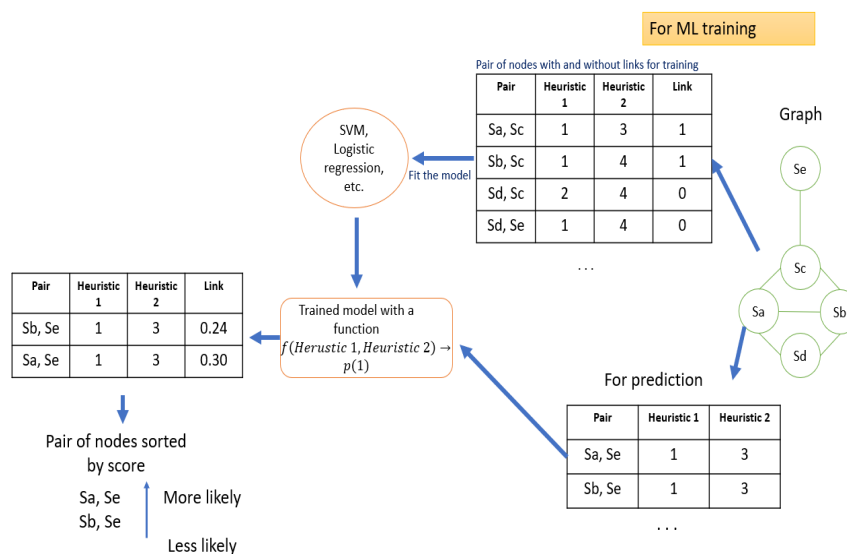 For ML training
Pair of nodes with and without links for training
Pair Heuristic 1 Heuristic 2 Link
Sa, Sc 1 3 1
Sb, Sc 1 4 1
Sd, Sc 2 4 0
Sd, Se 1 4 0
. . .
Graph
Se
Sc
Sa
Sb
Sd
SVM,
Logistic
regression,
etc.
Fit the model
Trained model with a
function
f(Herustic 1, Heuristic 2) →
p(1)
For prediction
Pair Heuristic 1 Heuristic 2
Sa, Se 1 3
Sb, Se 1 3
. . .
Pair Heuristic 1 Heuristic 2 Link
Sb, Se 1 3 0.24
Sa, Se 1 3 0.30
Pair of nodes sorted
by score
Sa, Se More likely
Sb, Se
Less likely